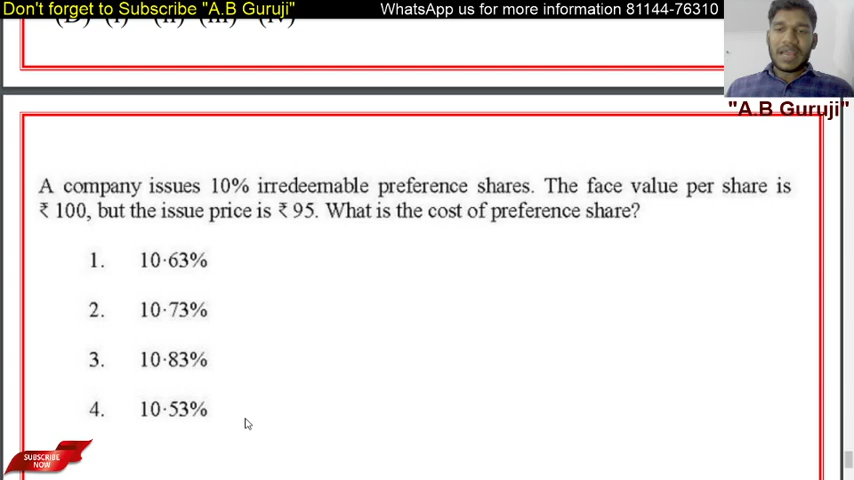 Don't forget to Subscribe "A.B Guruji"
WhatsApp us for more information 81144-76310
"A.B Guruji"
A company issues 10% irredeemable preference shares. The face value per share is
₹ 100, but the issue price is ₹ 95. What is the cost of preference share?
1. 10·63%
2. 10·73%
3. 10·83%
4. 10·53%
SUBSCRIBE
NOW